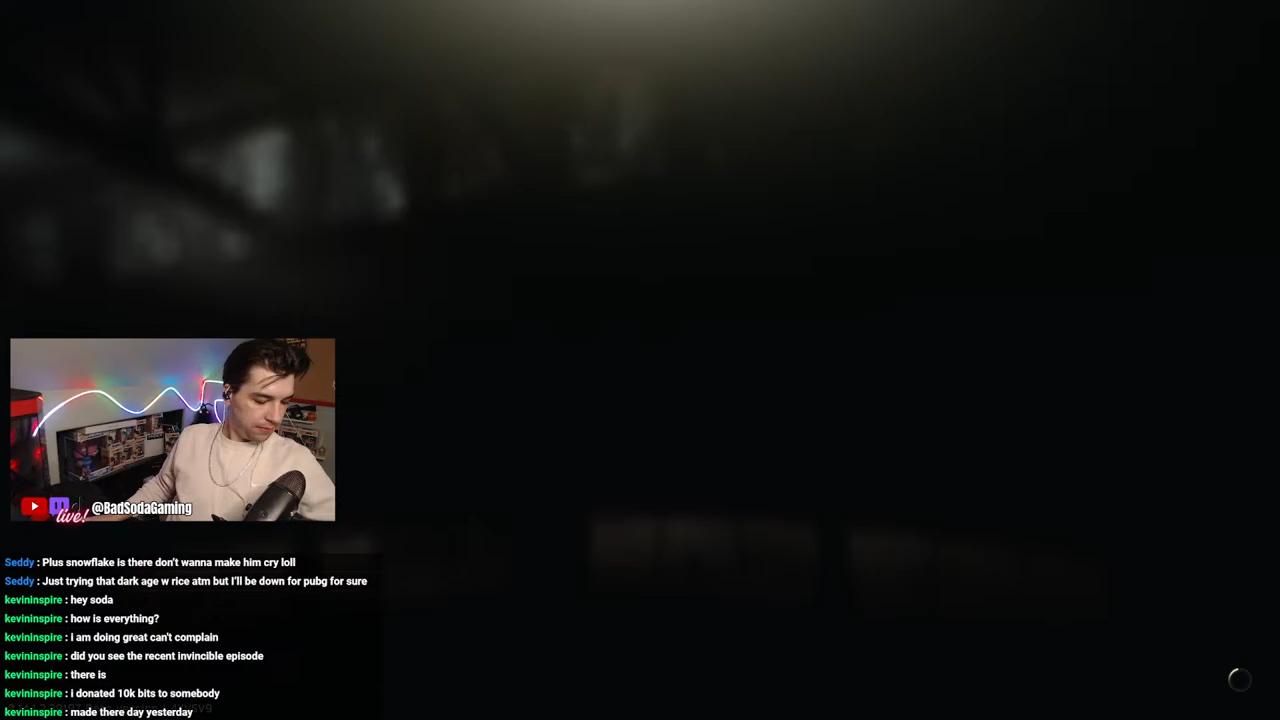 live!
@BadSodaGaming
Seddy : Plus snowflake is there don't wanna make him cry loll
Seddy : Just trying that dark age w rice atm but I'll be down for pubg for sure
kevininspire : hey soda
kevininspire : how is everything?
kevininspire : i am doing great can't complain
kevininspire : did you see the recent invincible episode
kevininspire : there is
kevininspire : i donated 10k bits to somebody
kevininspire : made there day yesterday